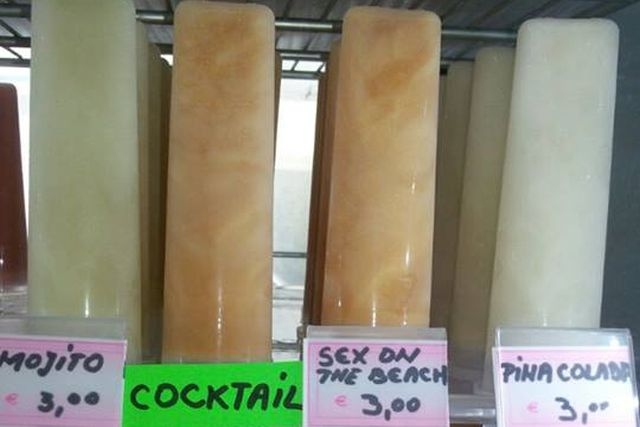 MOJITO
€ 3,00
COCKTAIL
SEX ON
THE BEACH
€ 3,00
PINA COLADA
€ 3,00